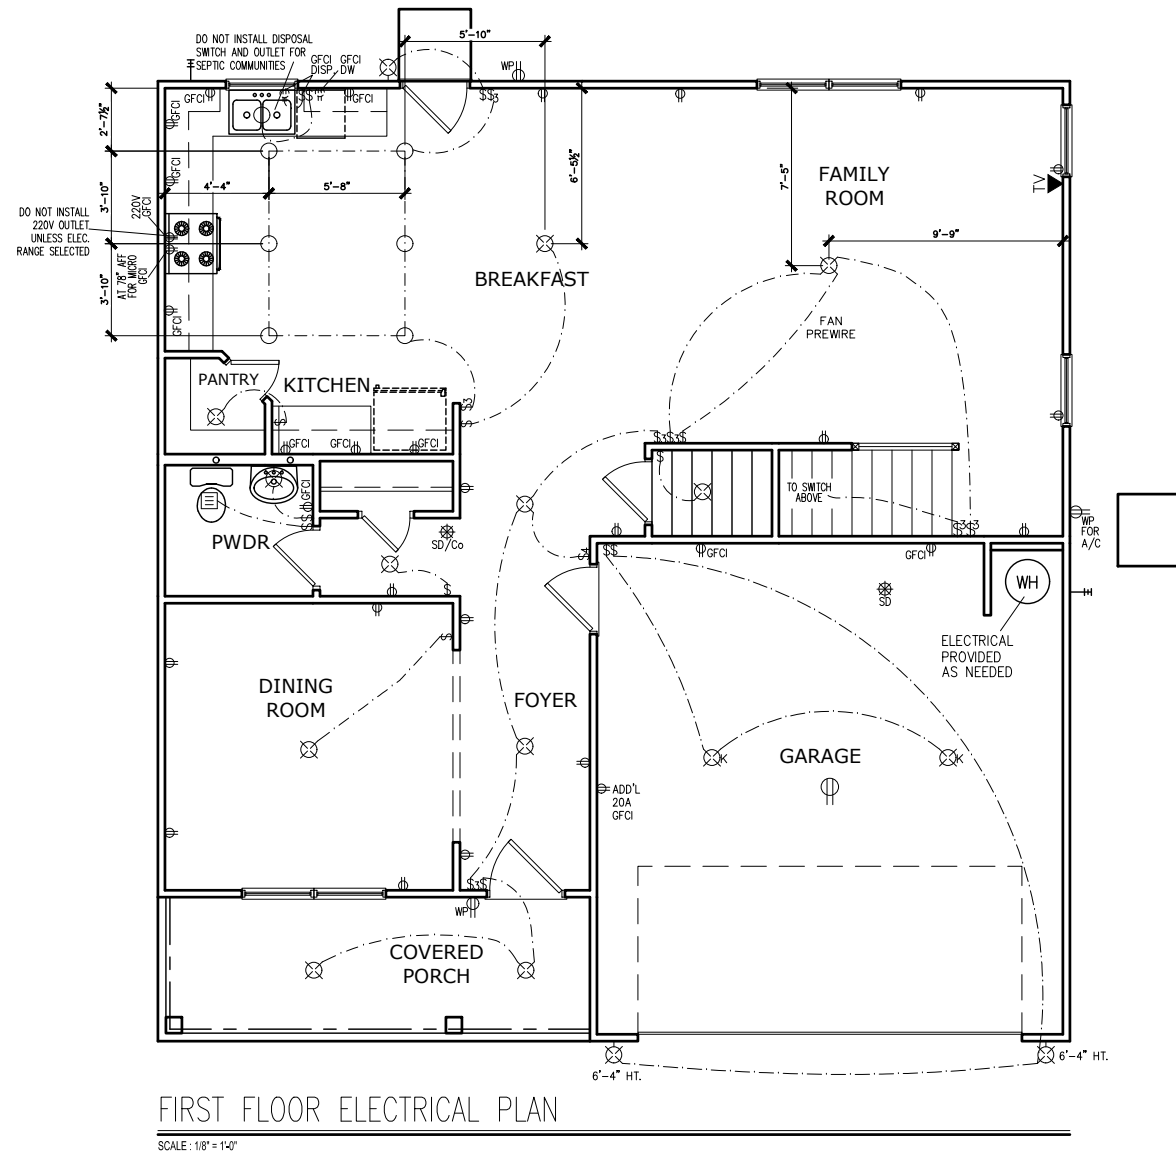 DO NOT INSTALL DISPOSAL
SWITCH AND OUTLET FOR
SEPTIC COMMUNITIES
GFCI
DISP.
GFCI
DW
5'-10"
WP
GFCI
GFCI
GFCI
GFCI
2'-7½"
GFCI
3'-10"
4'-4"
5'-8"
6'-5½"
7'-5"
FAMILY
ROOM
TV
9'-9"
DO NOT INSTALL
220V OUTLET
UNLESS ELEC.
RANGE SELECTED
220V
GFCI
AT 78" AFF
FOR MICRO
GFCI
3'-10"
BREAKFAST
GFCI
FAN
PREWIRE
PANTRY
KITCHEN
GFCI
GFCI
GFCI
GFCI
TO SWITCH
ABOVE
PWDR
SD/Co
WP
FOR
A/C
GFCI
GFCI
SD
WH
ELECTRICAL
PROVIDED
AS NEEDED
DINING
ROOM
FOYER
GARAGE
K
K
ADD'L
20A
GFCI
WP
COVERED
PORCH
6'-4" HT.
6'-4" HT.
FIRST FLOOR ELECTRICAL PLAN
SCALE : 1/8" = 1'-0"